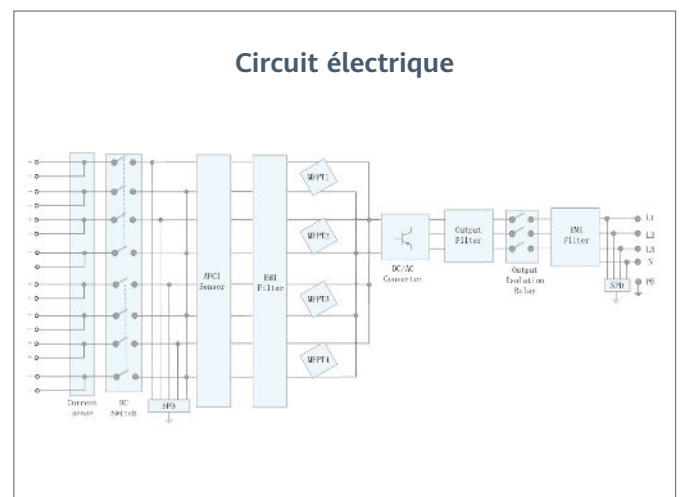 Circuit électrique
MPPT1
MPPT2
MPPT3
MPPT4
AFCI
Sensor
EMI
Filter
DC/AC
Converter
Output
Filter
Output
Isolation
Relay
EMI
Filter
L1
L2
L3
N
PE
SPD
Current
sense
DC
Switch
SPD